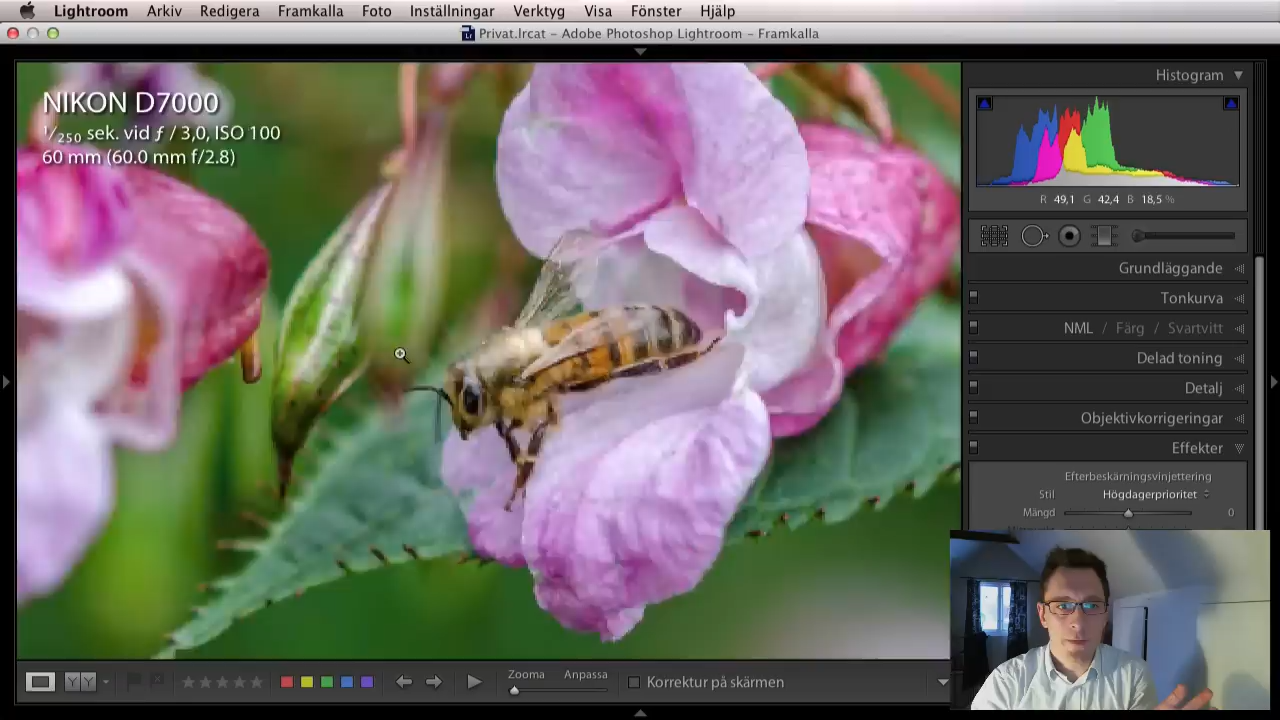 Lightroom Arkiv Redigera Framkalla Foto Inställningar Verktyg Visa Fönster Hjälp
Privat.lrcat – Adobe Photoshop Lightroom – Framkalla
Histogram
NIKON D7000
1/250 sek. vid ƒ / 3,0, ISO 100
60 mm (60.0 mm f/2.8)
R 49,1 G 42,4 B 18,5 %
Grundläggande
Tonkurva
NML / Färg / Svartvitt
Delad toning
Detalj
Objektivkorrigeringar
Effekter
Efterbeskärningsvinjettering
Stil Högdagerprioritet
Mängd 0
Zooma Anpassa
Korrektur på skärmen
YY